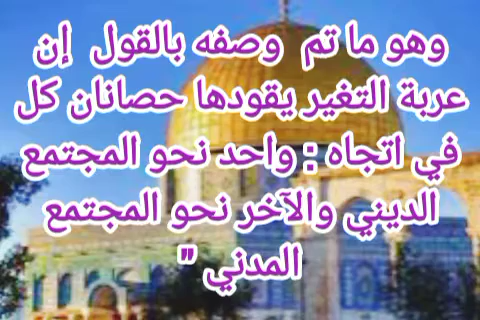 وهو ما تم وصفه بالقول إن
عربة التغير يقودها حصانان كل
في اتجاه : واحد نحو المجتمع
الديني والآخر نحو المجتمع
المدني "